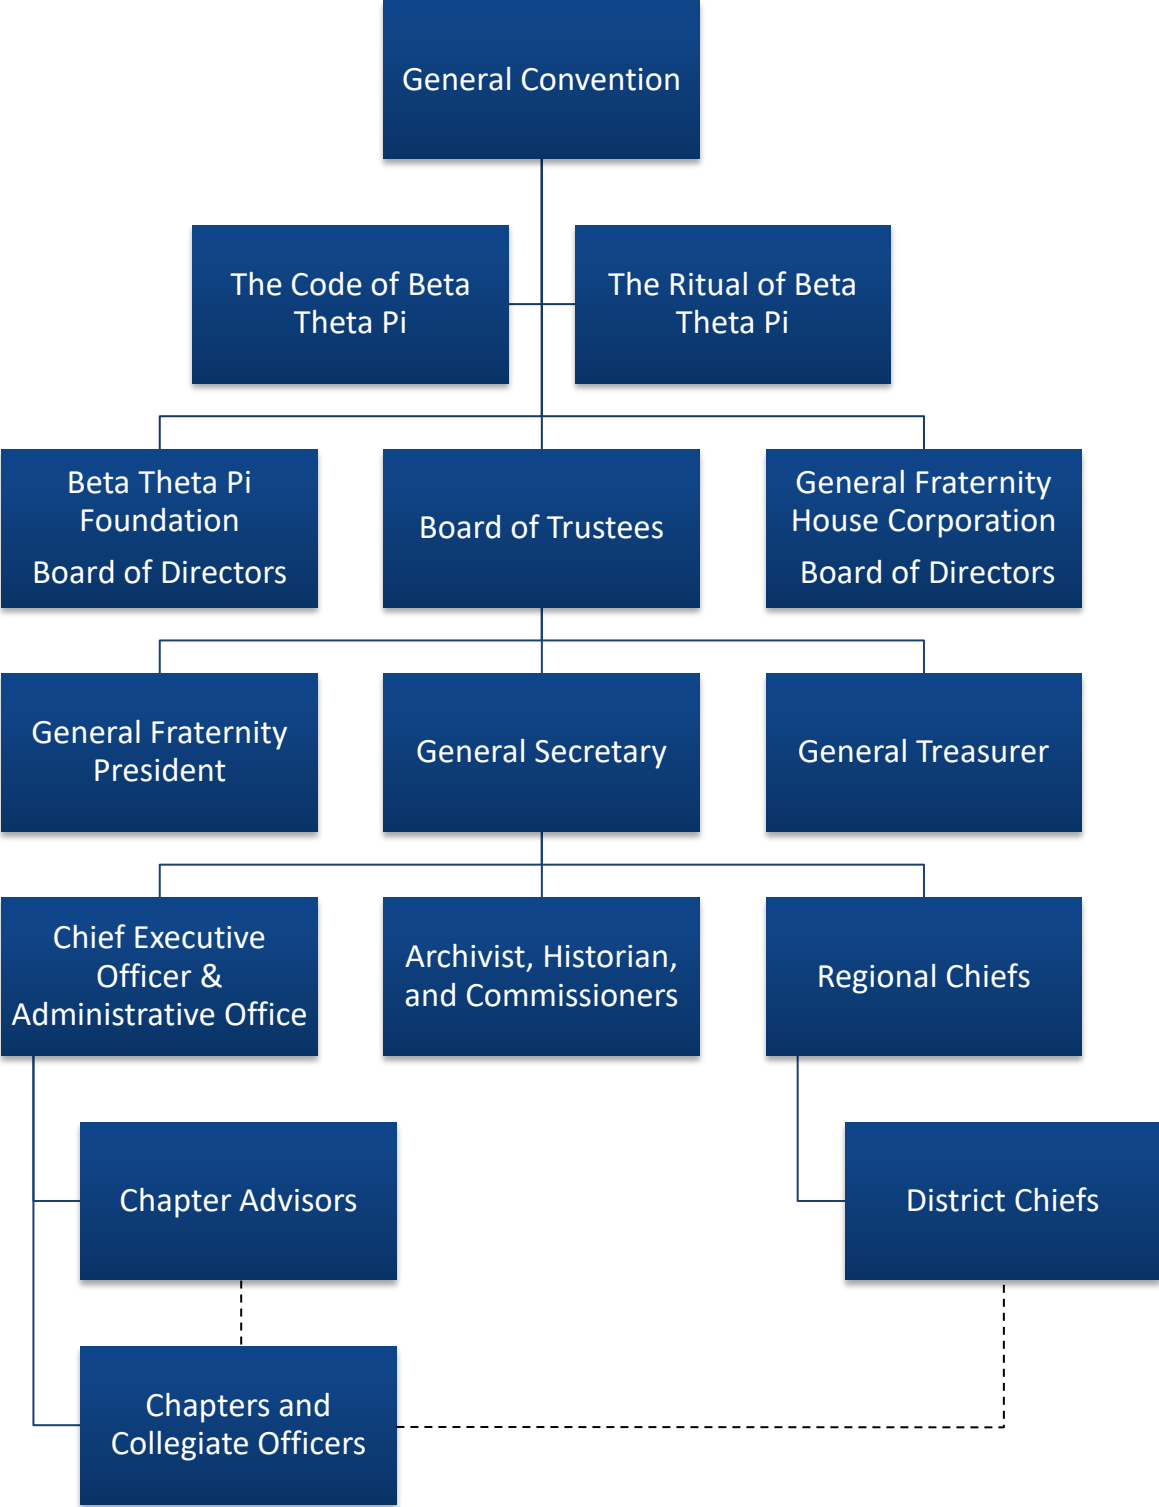 General Convention
The Code of Beta
Theta Pi
The Ritual of Beta
Theta Pi
Beta Theta Pi
Foundation
Board of Directors
Board of Trustees
General Fraternity
House Corporation
Board of Directors
General Fraternity
President
General Secretary
General Treasurer
Chief Executive
Officer &
Administrative Office
Archivist, Historian,
and Commissioners
Regional Chiefs
Chapter Advisors
District Chiefs
Chapters and
Collegiate Officers